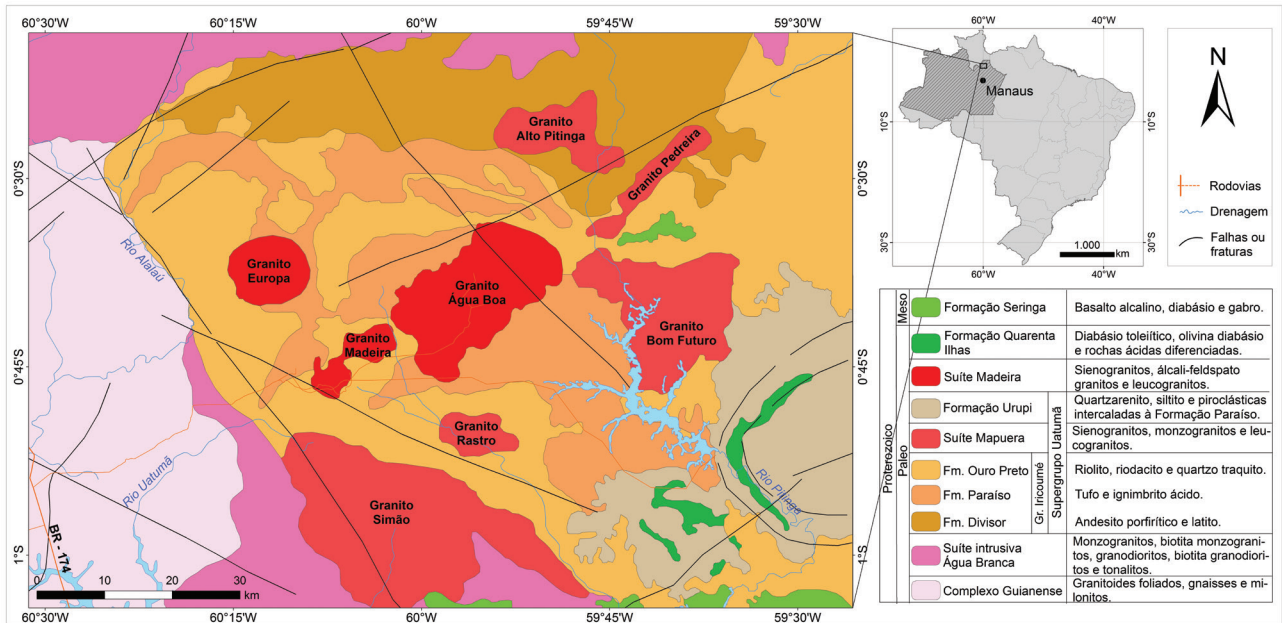 60°30'W
60°15'W
60°W
59°45'W
59°30'W
0°30'S
0°45'S
1°S
0°30'S
0°45'S
1°S
60°30'W
60°15'W
60°W
59°45'W
59°30'W
Granito
Alto Pitinga
Granito Pedreira
Granito
Europa
Granito
Água Boa
Granito
Madeira
Granito
Bom Futuro
Granito
Rastro
Granito
Simão
Rio Alalaú
Rio Uatumã
Rio Pitinga
BR - 174
0
10
20
30
km
60°W
40°W
10°S
10°S
30°S
30°S
60°W
40°W
Manaus
1.000
km
N
Rodovias
Drenagem
Falhas ou
fraturas
Proterozoico
Meso
Paleo
Supergrupo Uatumã
Gr. Iricoumé
Formação Seringa
Basalto alcalino, diabásio e gabro.
Formação Quarenta
Ilhas
Diabásio toleiítico, olivina diabásio
e rochas ácidas diferenciadas.
Suíte Madeira
Sienogranitos, álcali-feldspato
granitos e leucogranitos.
Formação Urupi
Quartzarenito, siltito e piroclásticas
intercaladas à Formação Paraíso.
Suíte Mapuera
Sienogranitos, monzogranitos e leu-
cogranitos.
Fm. Ouro Preto
Riolito, riodacito e quartzo traquito.
Fm. Paraíso
Tufo e ignimbrito ácido.
Fm. Divisor
Andesito porfirítico e latito.
Suíte intrusiva
Água Branca
Monzogranitos, biotita monzograni-
tos, granodioritos, biotita granodiori-
tos e tonalitos.
Complexo Guianense
Granitoides foliados, gnaisses e mi-
lonitos.